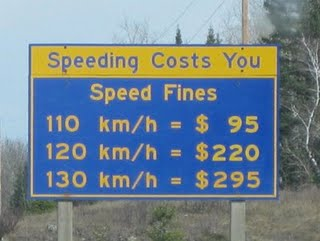 Speeding Costs You
Speed Fines
110 km/h = $ 95
120 km/h = $220
130 km/h = $295